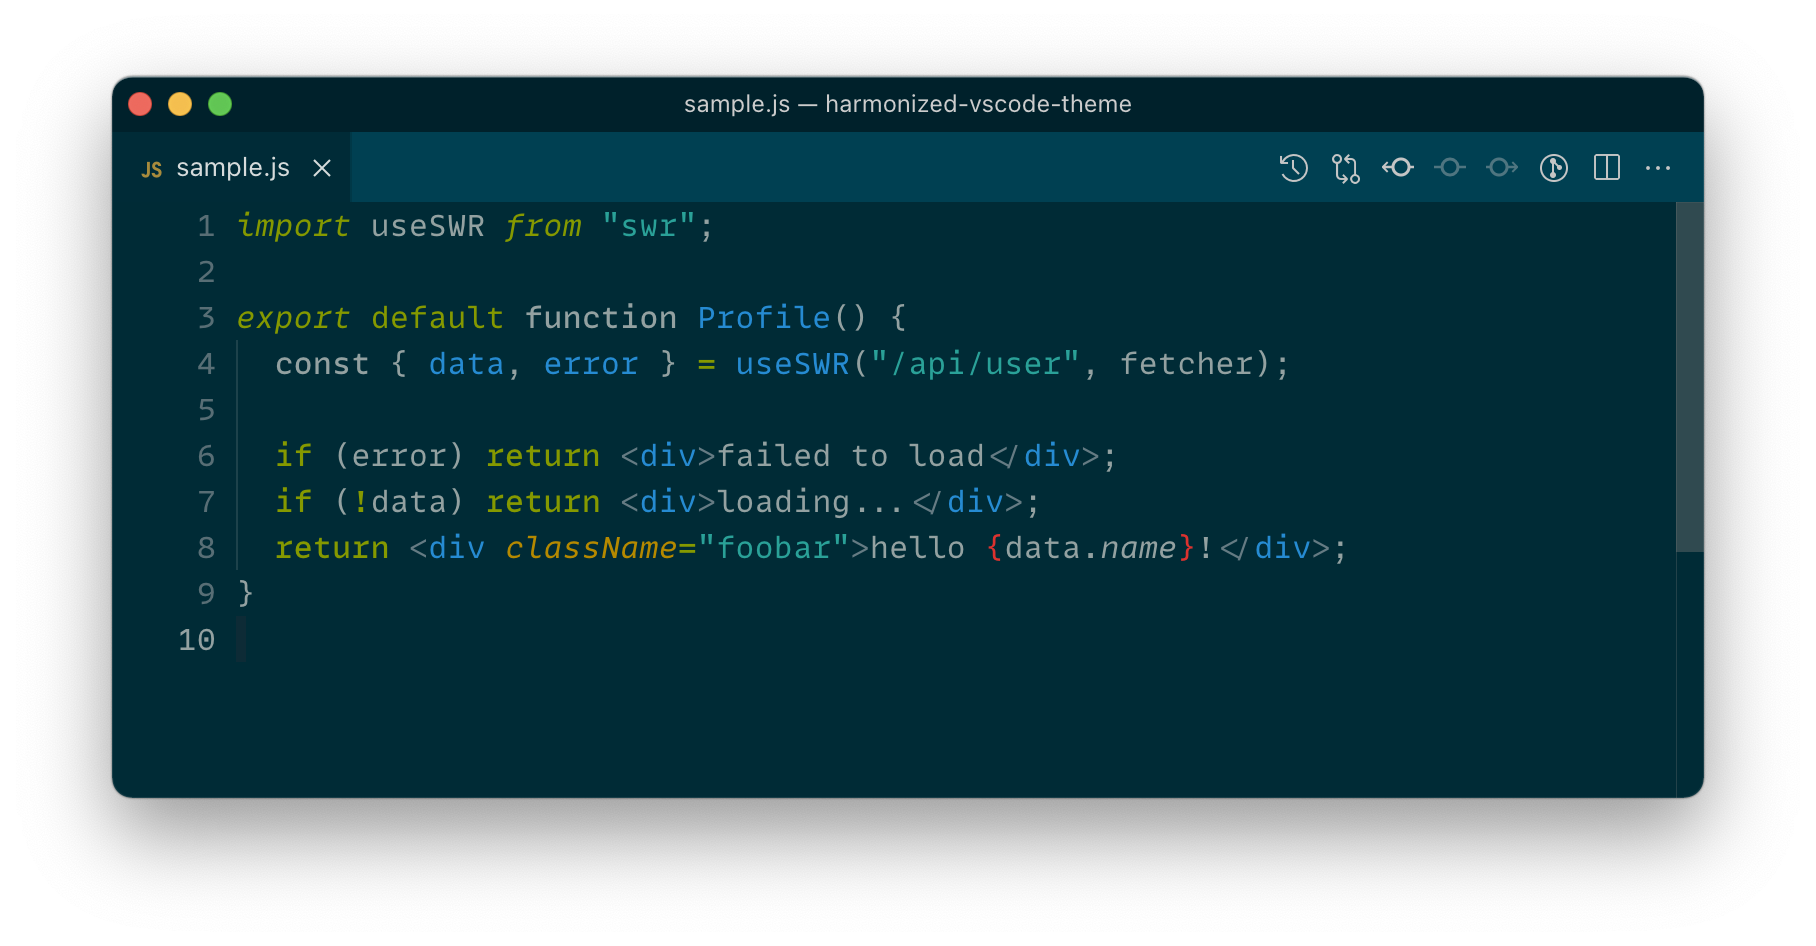 sample.js — harmonized-vscode-theme
JS sample.js
1 import useSWR from "swr";
2
3 export default function Profile() {
4   const { data, error } = useSWR("/api/user", fetcher);
5
6   if (error) return <div>failed to load</div>;
7   if (!data) return <div>loading...</div>;
8   return <div className="foobar">hello {data.name}!</div>;
9 }
10